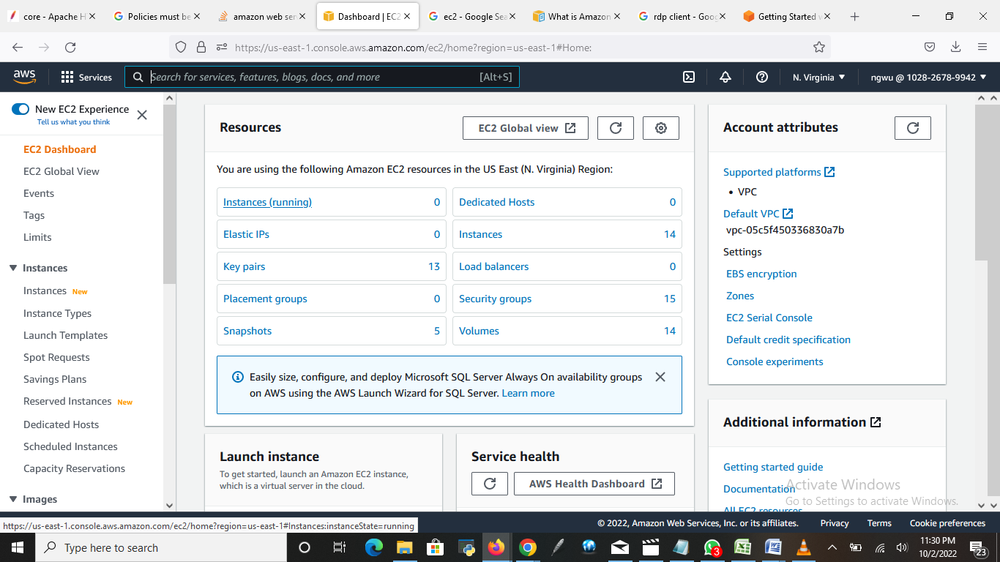 core - Apache H
Policies must be
amazon web ser
Dashboard | EC2
ec2 - Google Sea
What is Amazon
rdp client - Goog
Getting Started v
https://us-east-1.console.aws.amazon.com/ec2/home?region=us-east-1#Home:
aws
Services
Search for services, features, blogs, docs, and more
[Alt+S]
N. Virginia
ngwu @ 1028-2678-9942
New EC2 Experience
Tell us what you think
EC2 Dashboard
EC2 Global View
Events
Tags
Limits
Instances
Instances New
Instance Types
Launch Templates
Spot Requests
Savings Plans
Reserved Instances New
Dedicated Hosts
Scheduled Instances
Capacity Reservations
Images
Resources
EC2 Global view
You are using the following Amazon EC2 resources in the US East (N. Virginia) Region:
Instances (running) 0
Dedicated Hosts 0
Elastic IPs 0
Instances 14
Key pairs 13
Load balancers 0
Placement groups 0
Security groups 15
Snapshots 5
Volumes 14
Easily size, configure, and deploy Microsoft SQL Server Always On availability groups
on AWS using the AWS Launch Wizard for SQL Server. Learn more
Launch instance
To get started, launch an Amazon EC2 instance,
which is a virtual server in the cloud.
Service health
AWS Health Dashboard
Account attributes
Supported platforms
• VPC
Default VPC
vpc-05c5f450336830a7b
Settings
EBS encryption
Zones
EC2 Serial Console
Default credit specification
Console experiments
Additional information
Getting started guide
Documentation
All EC2 resources
Activate Windows
Go to Settings to activate Windows.
https://us-east-1.console.aws.amazon.com/ec2/home?region=us-east-1#Instances:instanceState=running
© 2022, Amazon Web Services, Inc. or its affiliates.
Privacy
Terms
Cookie preferences
Type here to search
3
11:30 PM
10/2/2022
23